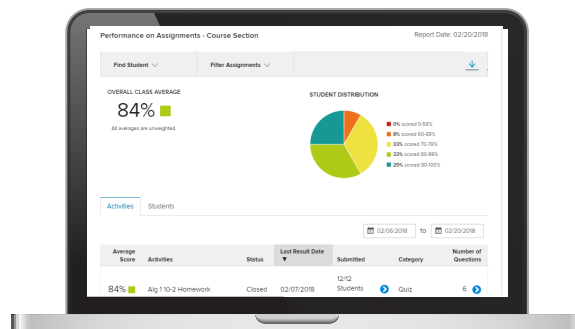 Performance on Assignments - Course Section
Report Date: 02/20/2018
Find Student
Filter Assignments
OVERALL CLASS AVERAGE
84%
All averages are unweighted.
STUDENT DISTRIBUTION
0% scored 0-59%
8% scored 60-69%
33% scored 70-79%
33% scored 80-89%
25% scored 90-100%
Activities Students
02/06/2018 to 02/20/2018
Average Score Activities Status Last Result Date ▼ Submitted Category Number of Questions
84% Alg 1 10-2 Homework Closed 02/07/2018 12/12 Students Quiz 6